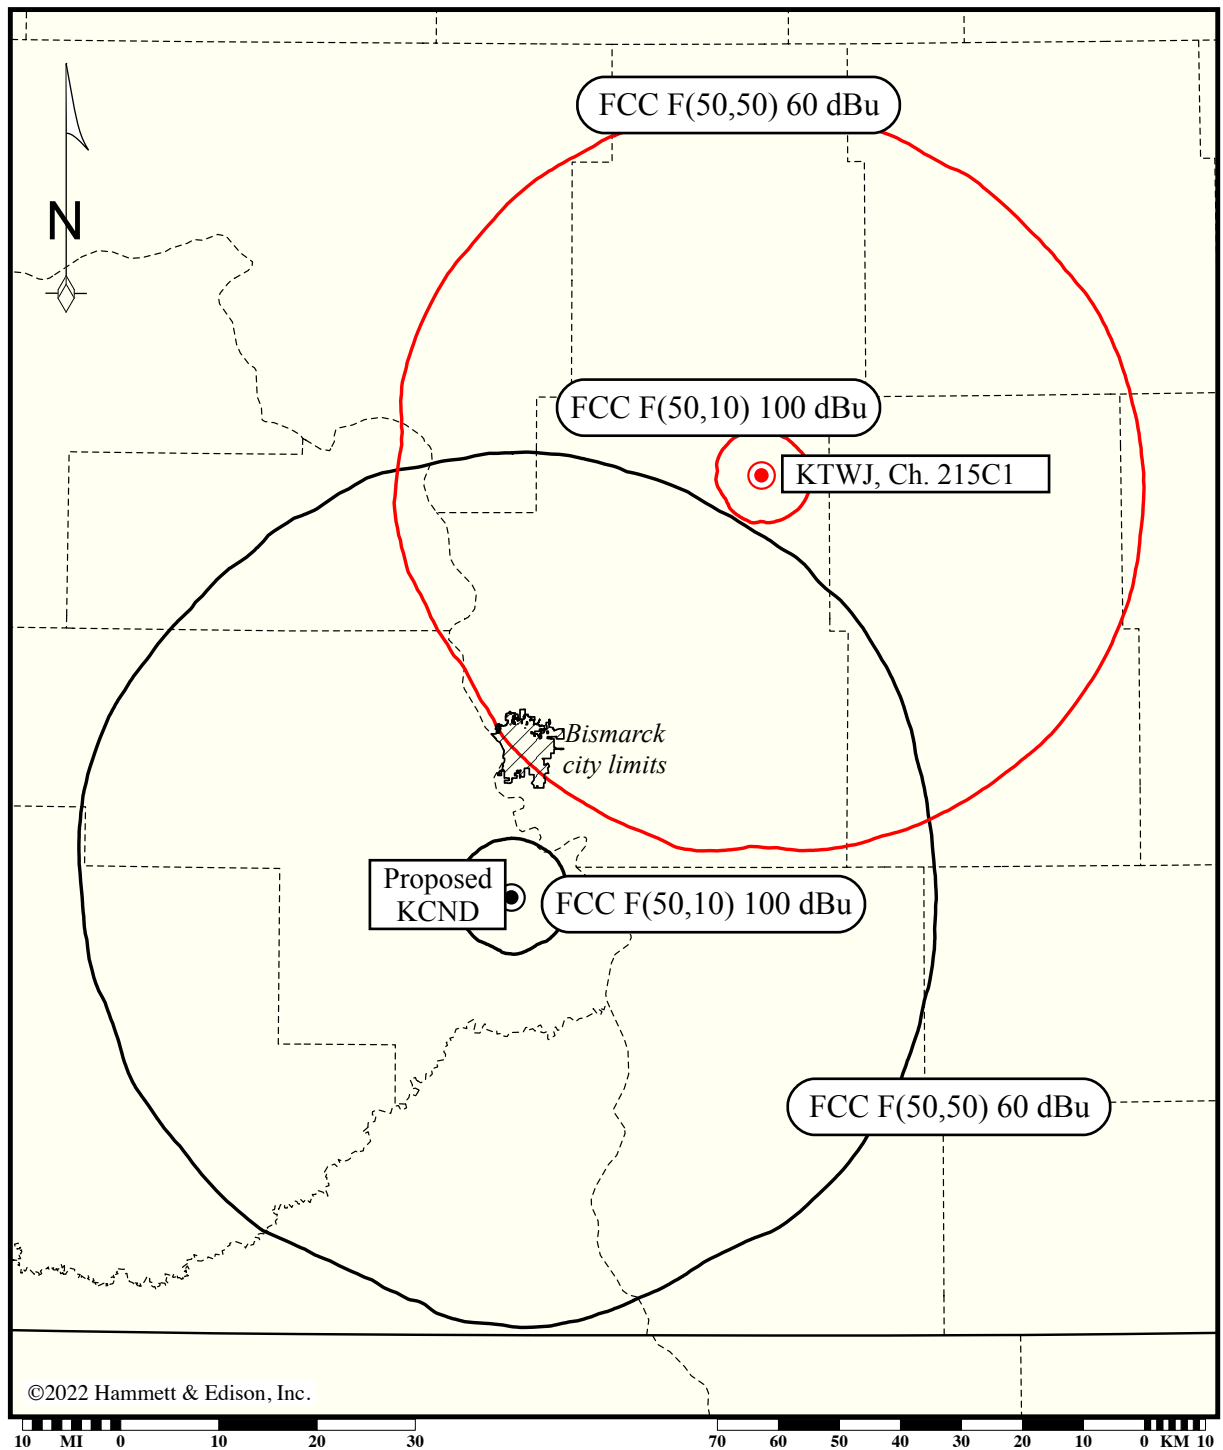 FCC F(50,50) 60 dBu
N
FCC F(50,10) 100 dBu
KTWJ, Ch. 215C1
Bismarck
city limits
Proposed
KCND
FCC F(50,10) 100 dBu
FCC F(50,50) 60 dBu
©2022 Hammett & Edison, Inc.
10 MI 0 10 20 30 70 60 50 40 30 20 10 0 KM 10